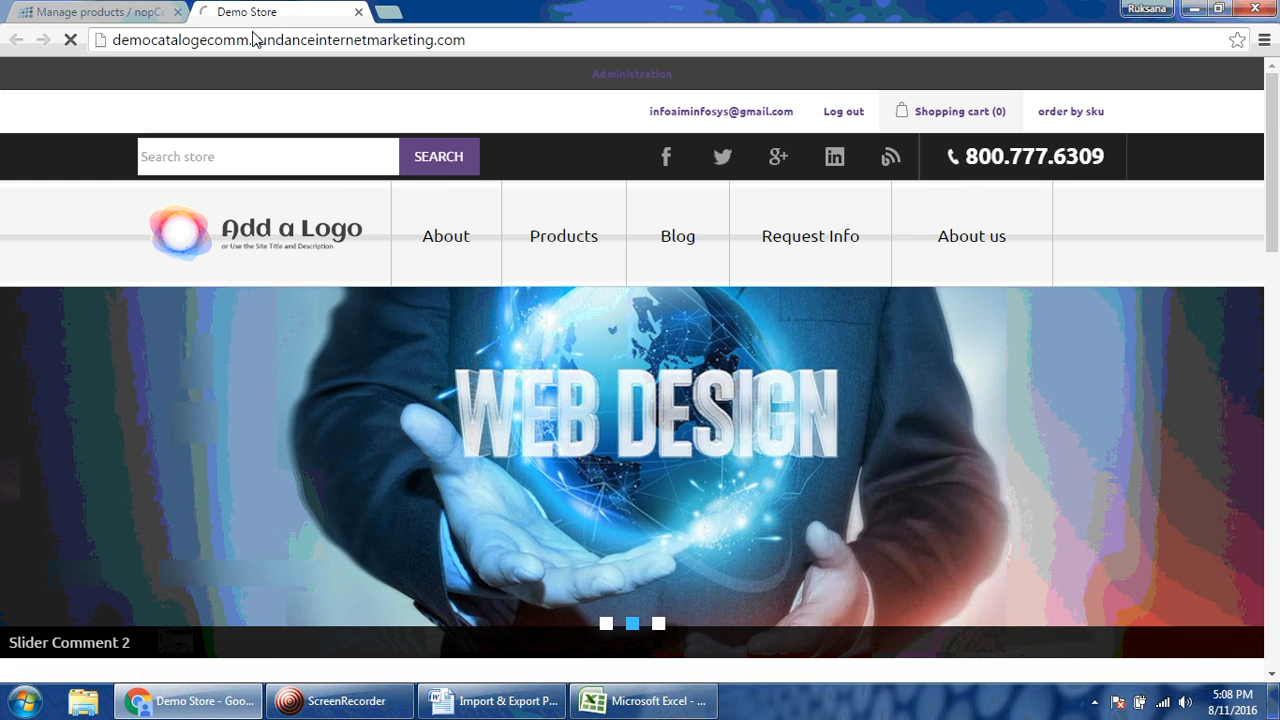 Manage products / nopCo
Demo Store
Ruksana
democatalogecomm.
undanceinternetmarketing.com
Administration
infoaiminfosys@gmail.com
Log out
Shopping cart (0)
order by sku
Search store
SEARCH
800.777.6309
Add a Logo
or Use the Site Title and Description
About
Products
Blog
Request Info
About us
WEB DESIGN
Slider Comment 2
Demo Store - Goo...
ScreenRecorder
Import & Export P...
Microsoft Excel - ...
5:08 PM
8/11/2016